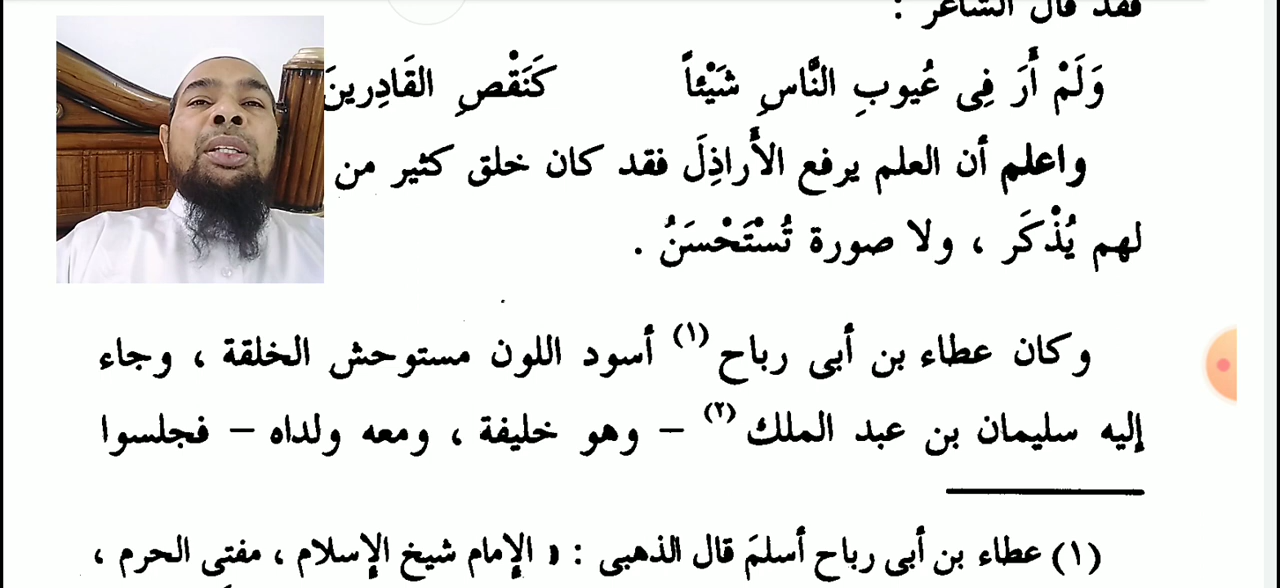 فقد قال الشاعر :
وَلَمْ أَرَ فِى عُيوبِ النَّاسِ شَيْئاً كَنَقْصِ القَادِرِينَ
واعلم أن العلم يرفع الأَراذِلَ فقد كان خلق كثير من
لهم يُذْكَر ، ولا صورة تُسْتَحْسَنُ .
وكان عطاء بن أبى رباح (١) أسود اللون مستوحش الخلقة ، وجاء
إليه سليمان بن عبد الملك (٢) – وهو خليفة ، ومعه ولداه – فجلسوا
(١) عطاء بن أبى رباح أسلمَ قال الذهبى : « الإمام شيخ الإسلام ، مفتى الحرم ،